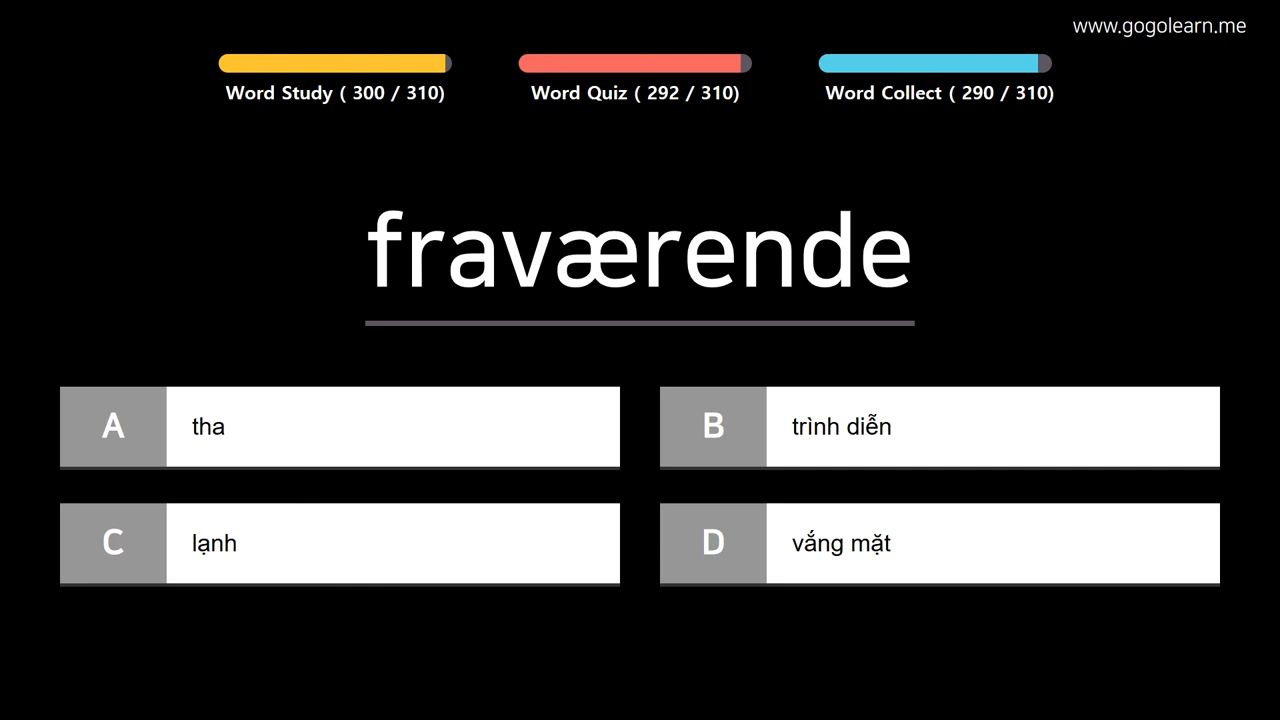 www.gogolearn.me
Word Study ( 300 / 310)
Word Quiz ( 292 / 310)
Word Collect ( 290 / 310)
fraværende
A tha
B trình diễn
C lạnh
D vắng mặt